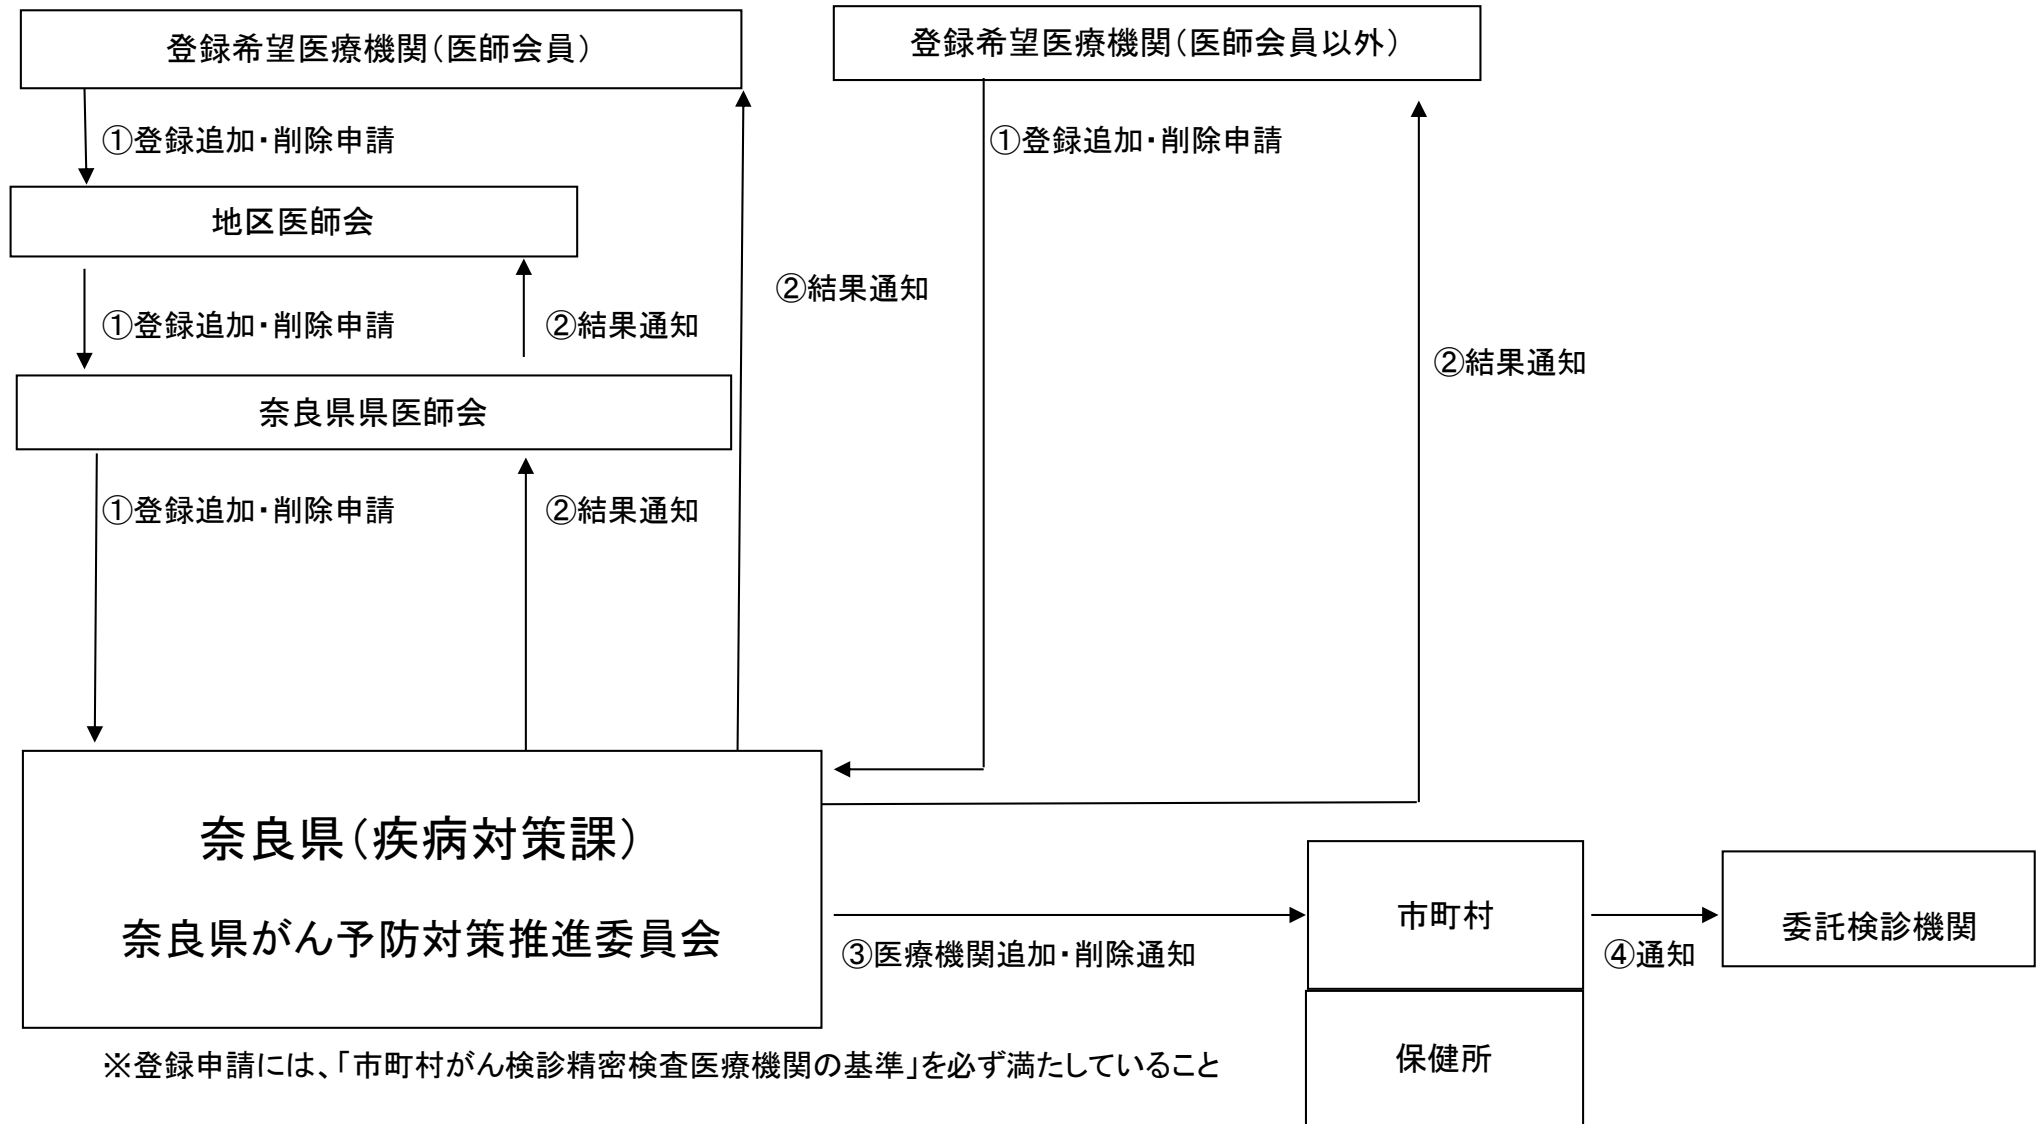 登録希望医療機関（医師会員）
登録希望医療機関（医師会員以外）
①登録追加・削除申請
①登録追加・削除申請
地区医師会
②結果通知
①登録追加・削除申請
②結果通知
②結果通知
奈良県県医師会
①登録追加・削除申請
②結果通知
奈良県（疾病対策課）
奈良県がん予防対策推進委員会
市町村
委託検診機関
③医療機関追加・削除通知
④通知
保健所
※登録申請には、「市町村がん検診精密検査医療機関の基準」を必ず満たしていること